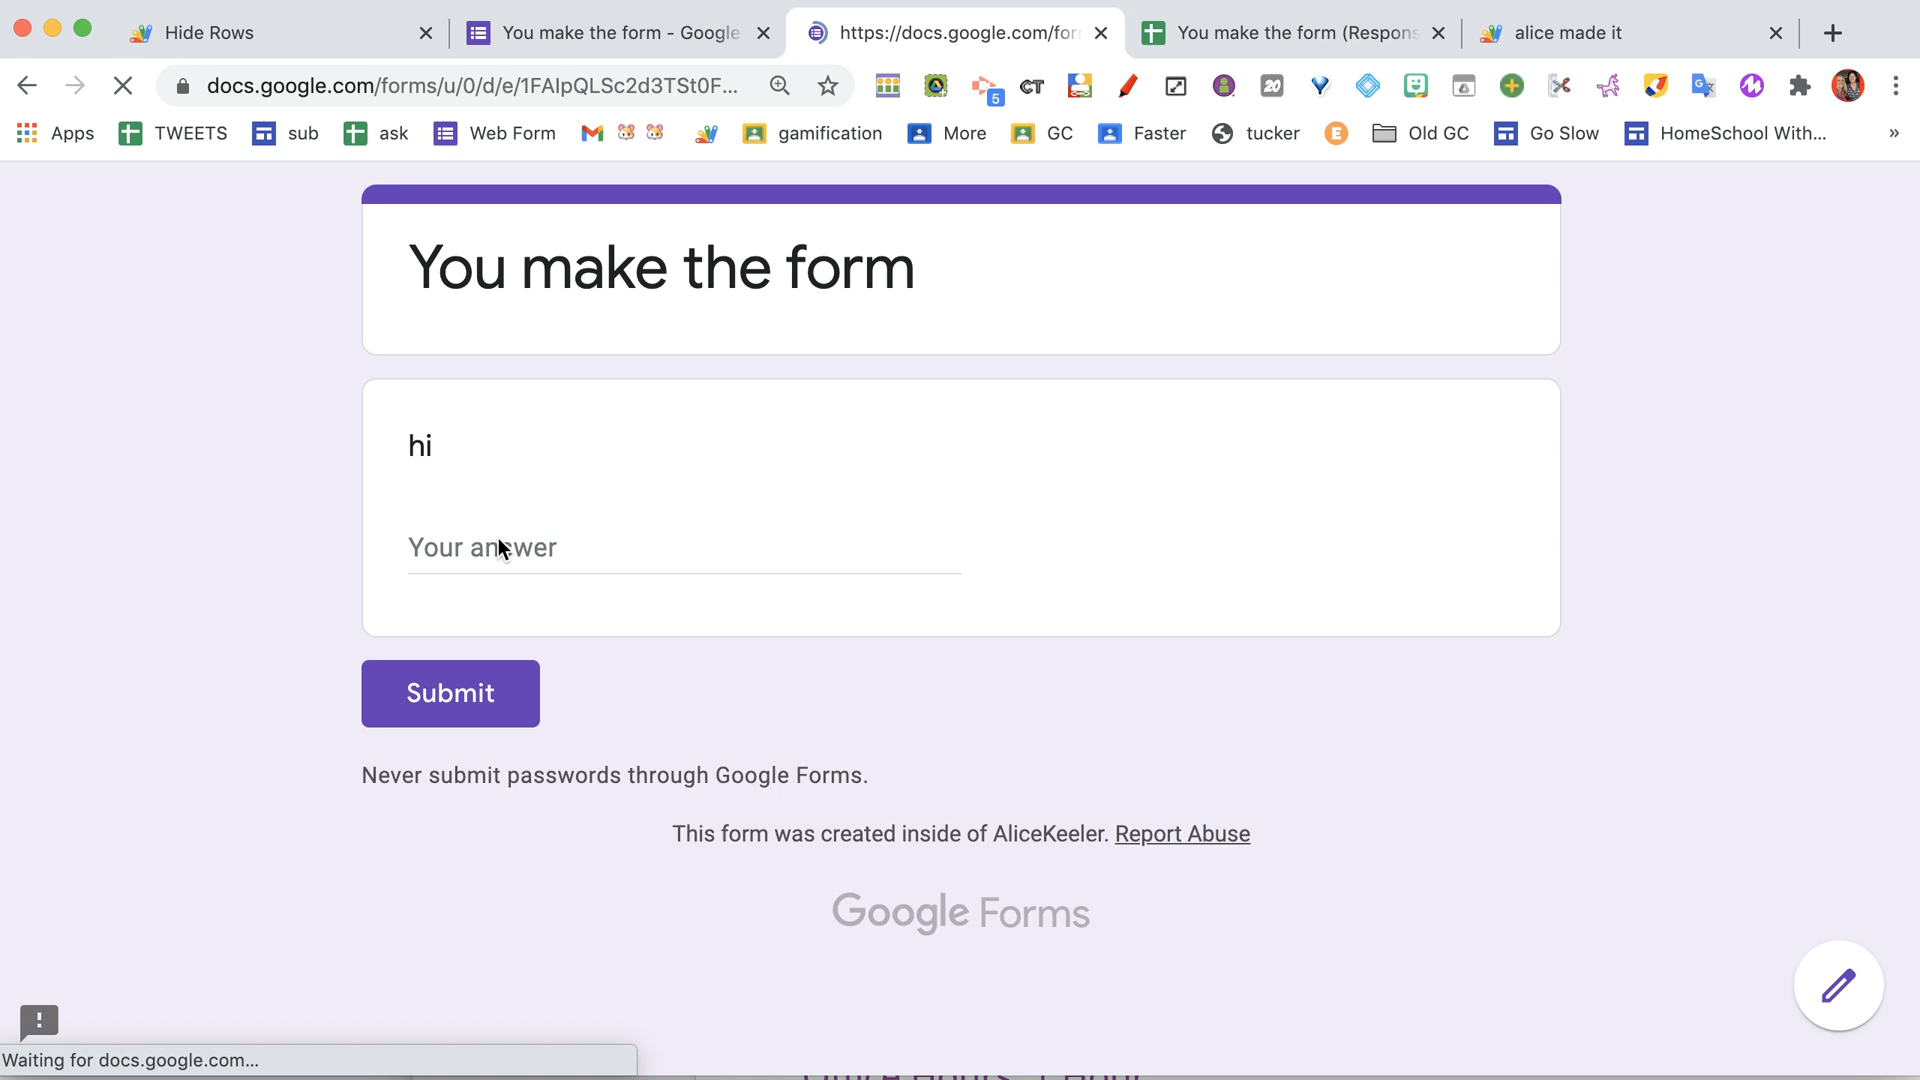 Hide Rows
You make the form - Google
https://docs.google.com/for
You make the form (Respons
alice made it
docs.google.com/forms/u/0/d/e/1FAIpQLSc2d3TSt0F...
5
CT
20
Apps
TWEETS
sub
ask
Web Form
gamification
More
GC
Faster
tucker
E
Old GC
Go Slow
HomeSchool With...
»
You make the form
hi
Your answer
Submit
Never submit passwords through Google Forms.
This form was created inside of AliceKeeler. Report Abuse
Google Forms
Waiting for docs.google.com...